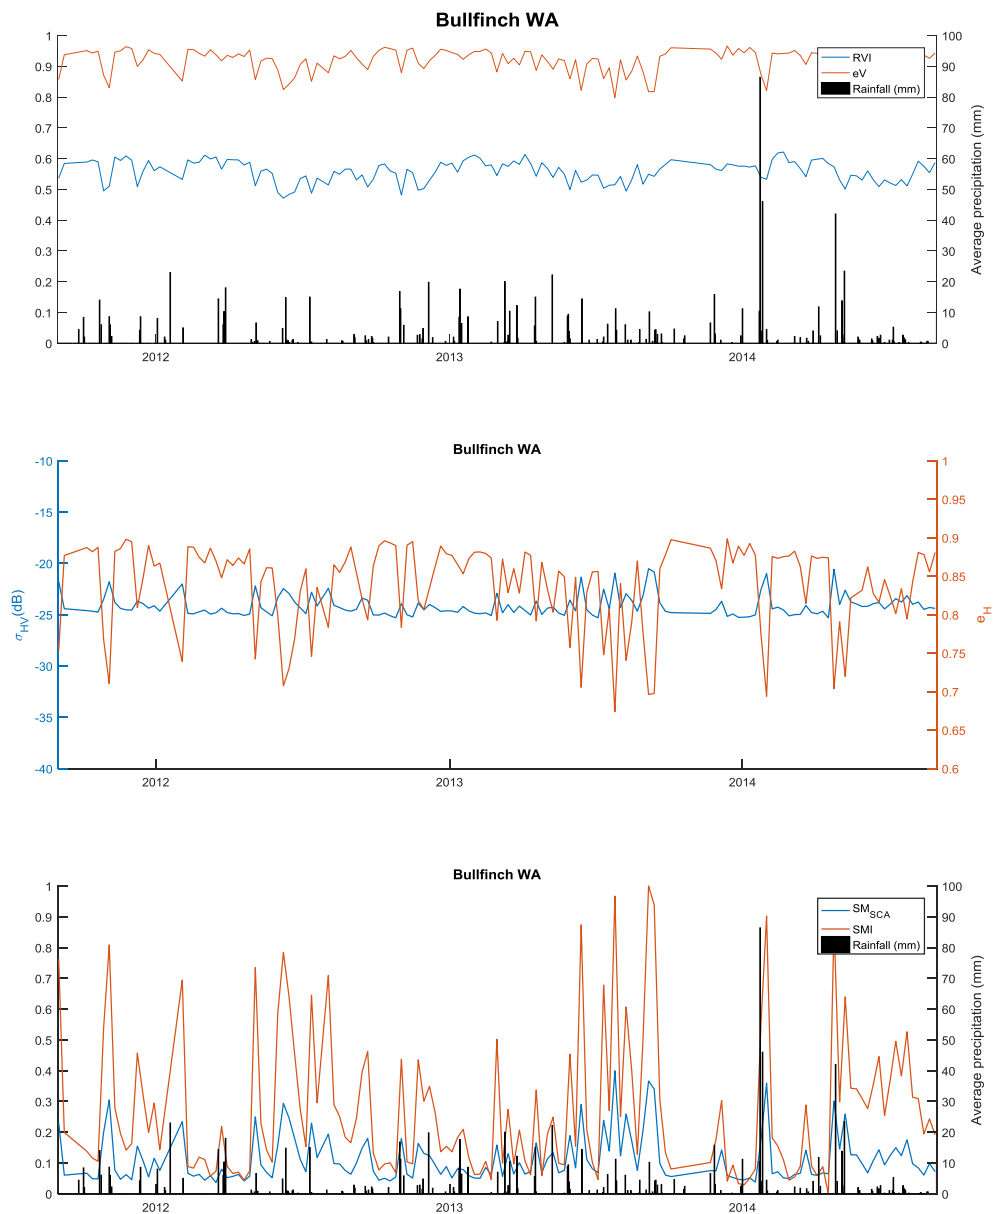 Bullfinch WA
1 100
0.9 90
0.8 80
0.7 70
0.6 60
0.5 50
0.4 40
0.3 30
0.2 20
0.1 10
0 0
RVI
eV
Rainfall (mm)
Average precipitation (mm)
2012 2013 2014
Bullfinch WA
-10 1
-15 0.95
0.9
-20 0.85
-25 0.8
-30 0.75
0.7
-35 0.65
-40 0.6
σHV(dB)
eH
2012 2013 2014
Bullfinch WA
1 100
0.9 90
0.8 80
0.7 70
0.6 60
0.5 50
0.4 40
0.3 30
0.2 20
0.1 10
0 0
SMSCA
SMI
Rainfall (mm)
Average precipitation (mm)
2012 2013 2014